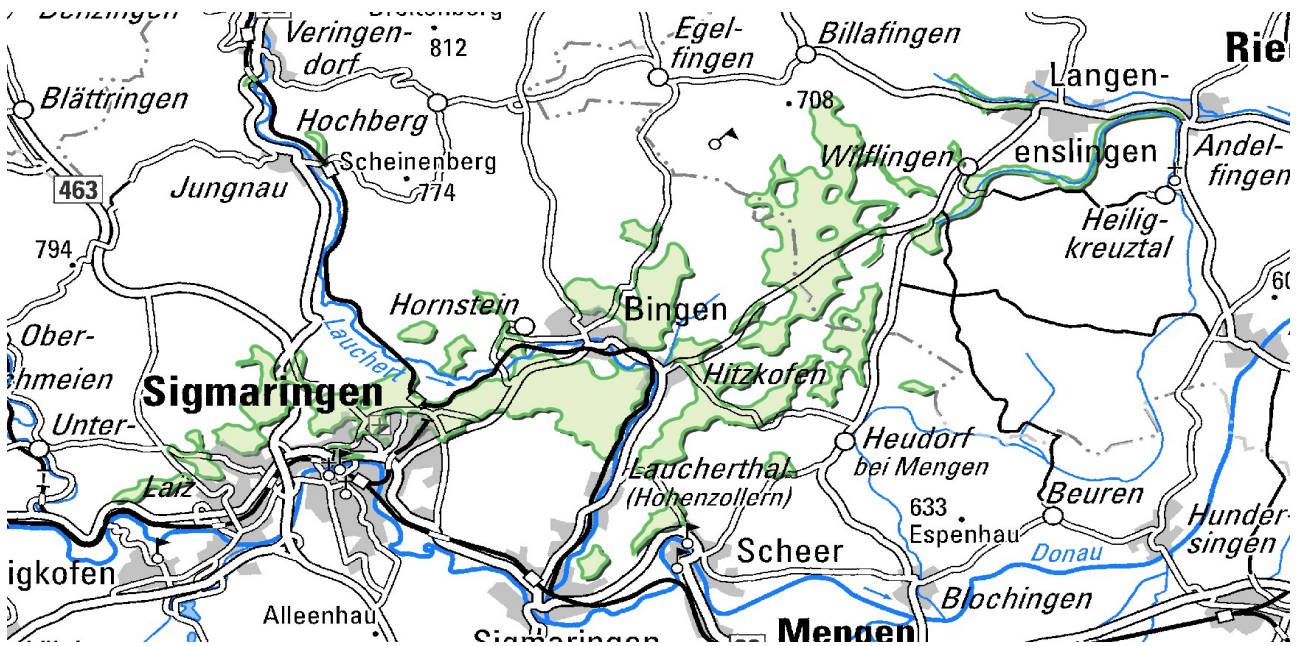 Veringen-
dorf
812
Egel-
fingen
Billafingen
Langen-
enslingen
Blättringen
Hochberg
708
Scheinenberg
774
Wilflingen
Andel-
fingen
463
Jungnau
Heilig-
kreuztal
794
Hornstein
Bingen
Ober-
Lauchert
Sigmaringen
Hitzkofen
Unter-
Heudorf
bei Mengen
Laiz
Laucherthal
(Hohenzollern)
633
Espenhau
Beuren
Hunder-
singen
Scheer
Donau
igkofen
Blochingen
Alleenhau
Sigmaringen
Mengen